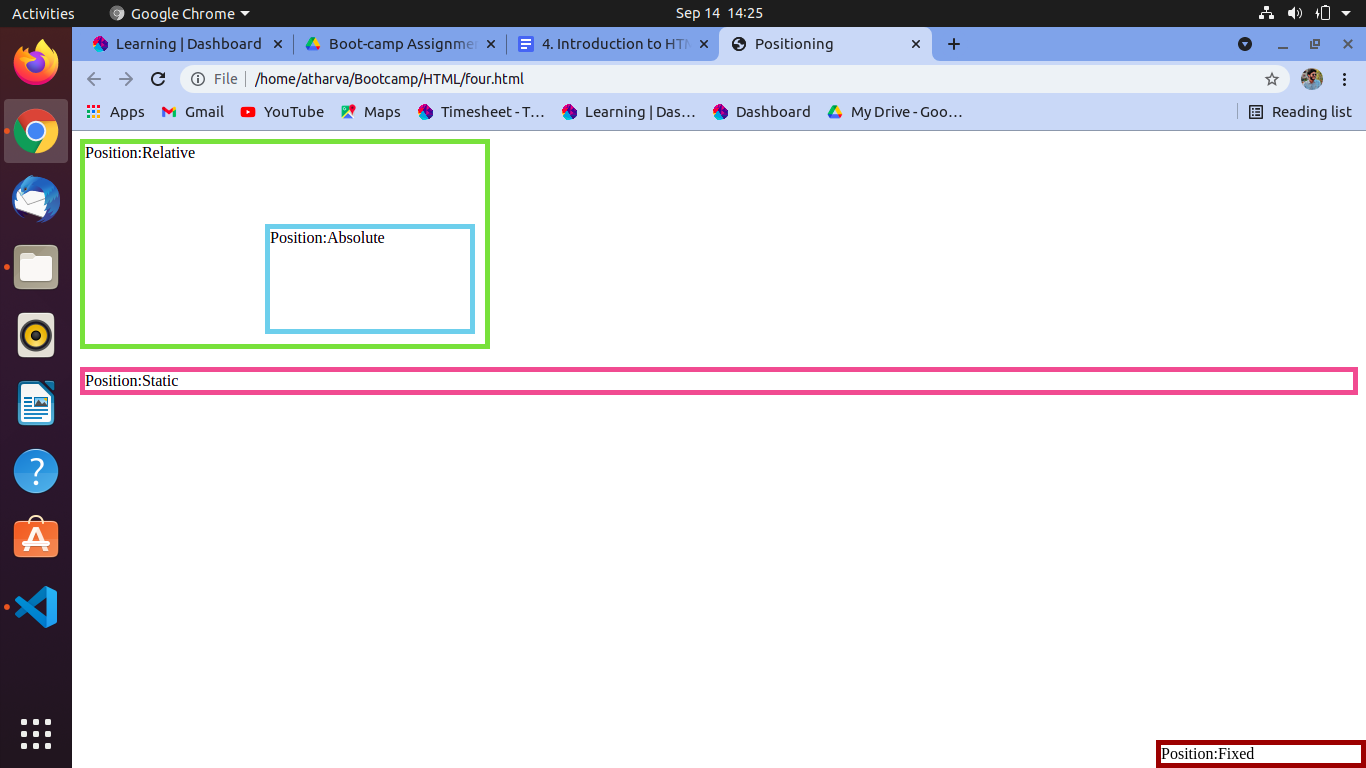 Activities Google Chrome Sep 14 14:25
Learning | Dashboard Boot-camp Assignme 4. Introduction to HTM Positioning
File /home/atharva/Bootcamp/HTML/four.html
Apps Gmail YouTube Maps Timesheet - T... Learning | Das... Dashboard My Drive - Goo... Reading list
Position:Relative
Position:Absolute
Position:Static
Position:Fixed